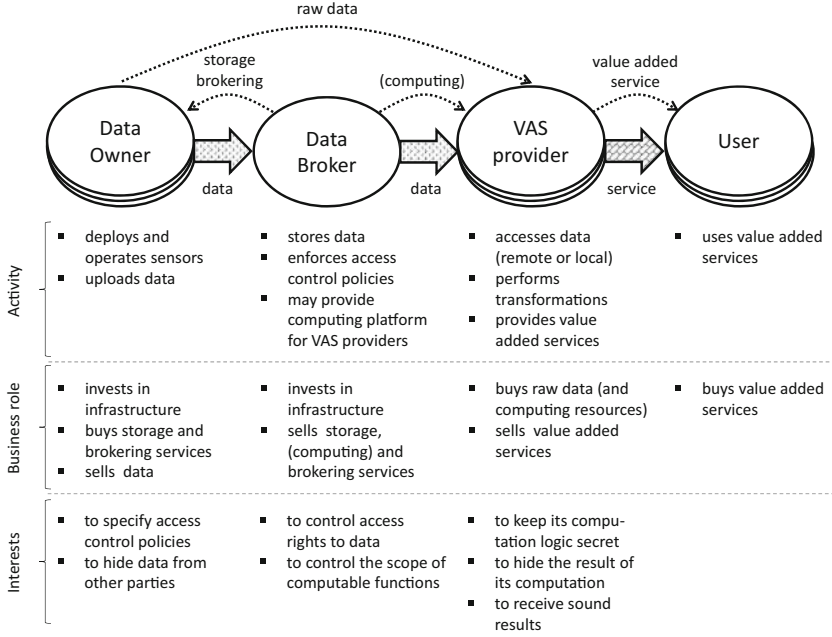 raw data
storage
brokering
(computing)
value added
service
Data
Owner
Data
Broker
VAS
provider
User
data
data
service
Activity
▪ deploys and
operates sensors
▪ uploads data
▪ stores data
▪ enforces access
control policies
▪ may provide
computing platform
for VAS providers
▪ accesses data
(remote or local)
▪ performs
transformations
▪ provides value
added services
▪ uses value added
services
Business role
▪ invests in
infrastructure
▪ buys storage and
brokering services
▪ sells data
▪ invests in
infrastructure
▪ sells storage,
(computing) and
brokering services
▪ buys raw data (and
computing resources)
▪ sells value added
services
▪ buys value added
services
Interests
▪ to specify access
control policies
▪ to hide data from
other parties
▪ to control access
rights to data
▪ to control the scope of
computable functions
▪ to keep its compu-
tation logic secret
▪ to hide the result of
its computation
▪ to receive sound
results